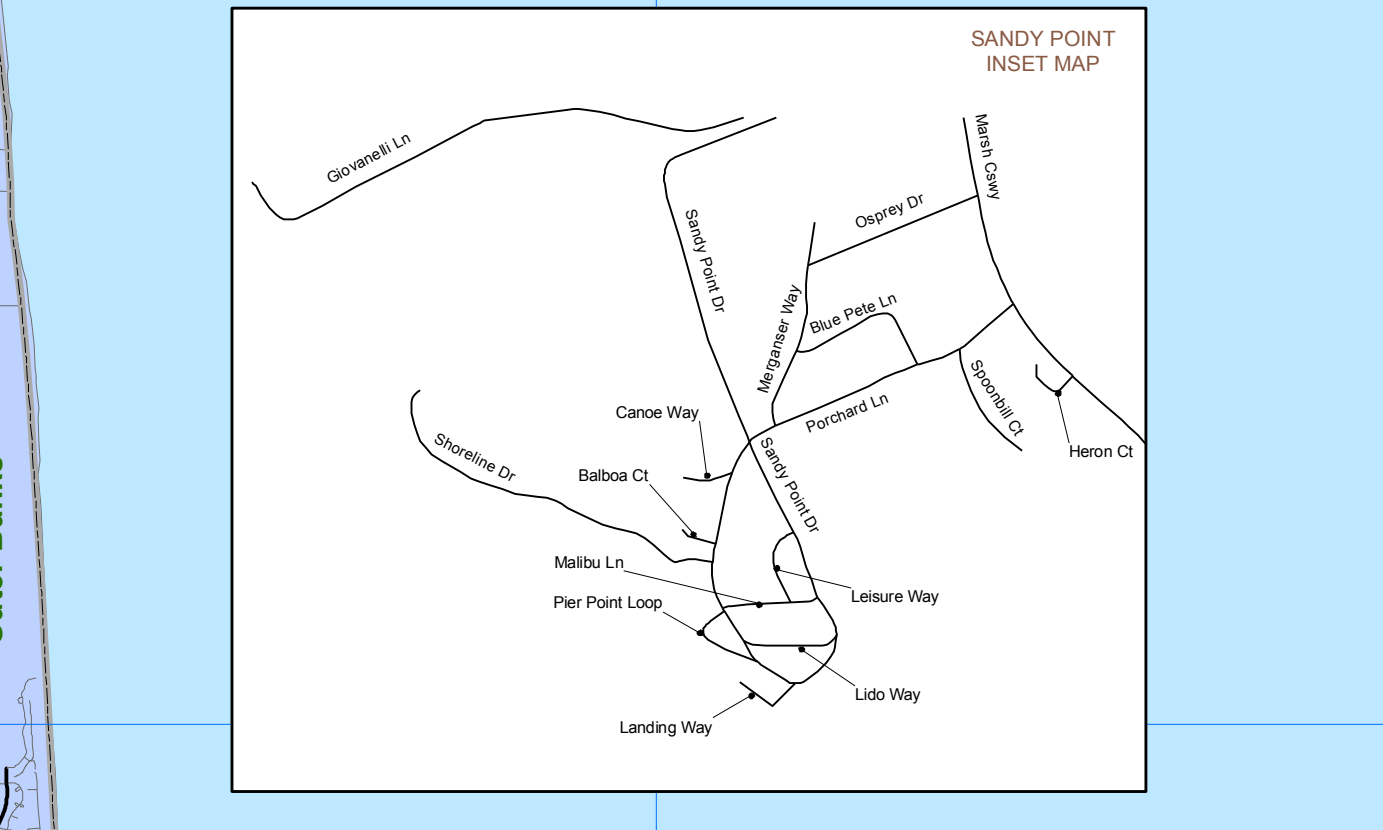 SANDY POINT
INSET MAP
Marsh Cswy
Giovanelli Ln
Osprey Dr
Sandy Point Dr
Merganser Way
Blue Pete Ln
Spoonbill Ct
Porchard Ln
Canoe Way
Heron Ct
Shoreline Dr
Sandy Point Dr
Balboa Ct
Malibu Ln
Leisure Way
Pier Point Loop
Lido Way
Landing Way